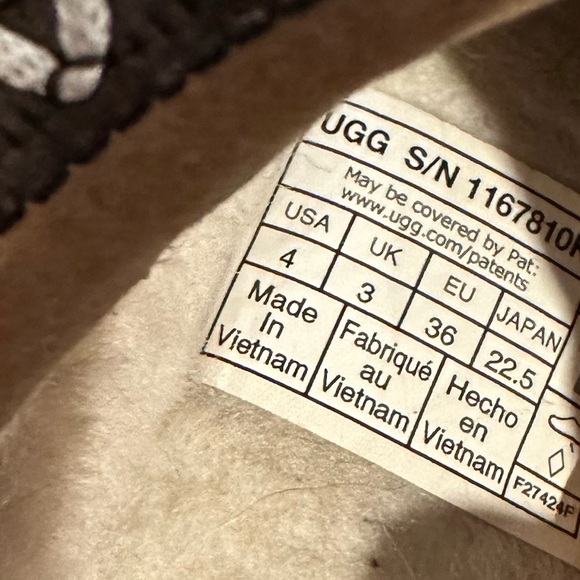 UGG S/N 1167810
May be covered by Pat:
www.ugg.com/patents
USA UK EU JAPAN
4 3 36 22.5
Made
In
Vietnam
Fabriqué
au
Vietnam
Hecho
en
Vietnam
F27424F